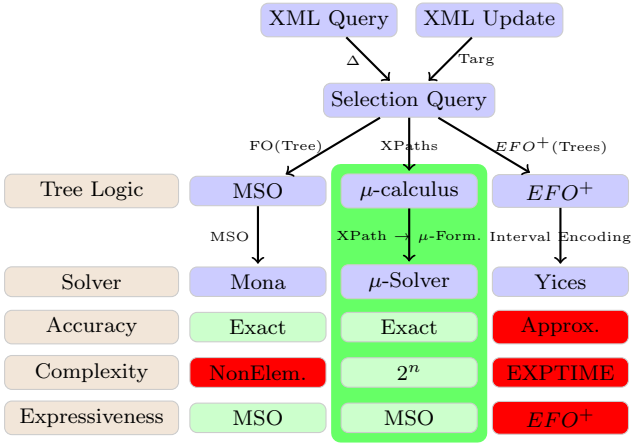 XML Query XML Update
Δ Targ
Selection Query
FO(Tree) XPaths EFO⁺(Trees)
Tree Logic MSO μ-calculus EFO⁺
MSO XPath → μ-Form. Interval Encoding
Solver Mona μ-Solver Yices
Accuracy Exact Exact Approx.
Complexity NonElem. 2ⁿ EXPTIME
Expressiveness MSO MSO EFO⁺